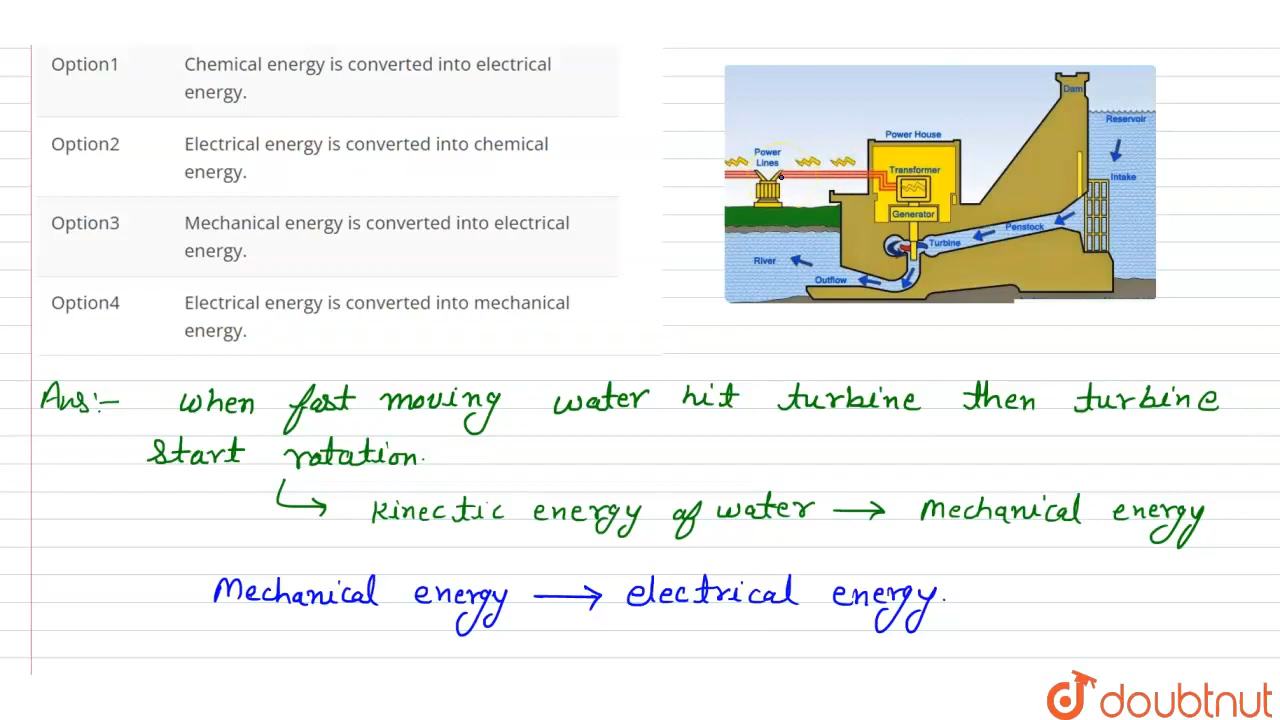 Option1 Chemical energy is converted into electrical
energy.
Option2 Electrical energy is converted into chemical
energy.
Option3 Mechanical energy is converted into electrical
energy.
Option4 Electrical energy is converted into mechanical
energy.
Dam
Reservoir
Power House
Power
Lines
Transformer
Intake
Generator
Penstock
Turbine
River
Outflow
Ans:- when fast moving water hit turbine then turbine
start rotation.
↳ Kinectic energy of water → Mechanical energy
Mechanical energy → electrical energy.
doubtnut